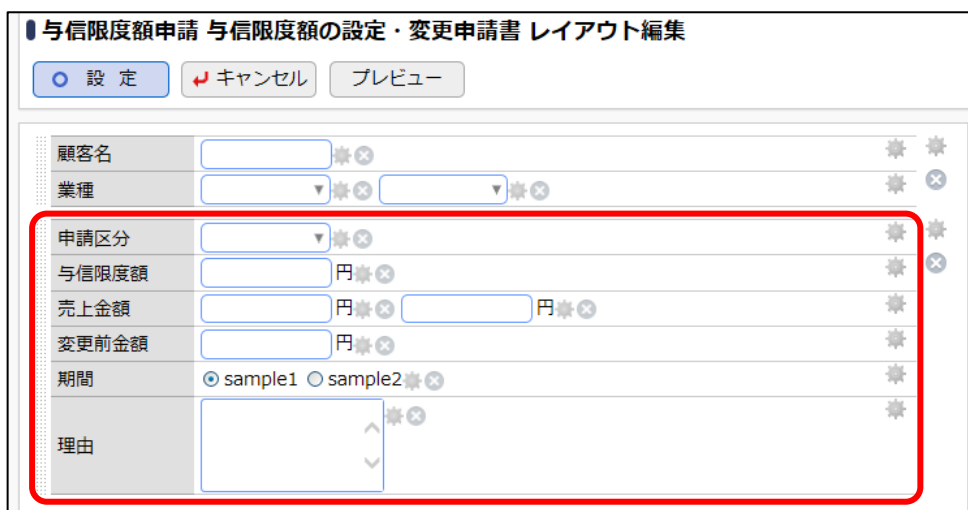 与信限度額申請 与信限度額の設定・変更申請書 レイアウト編集
設 定 キャンセル プレビュー
顧客名
業種
申請区分
与信限度額 円
売上金額 円 円
変更前金額 円
期間 sample1 sample2
理由